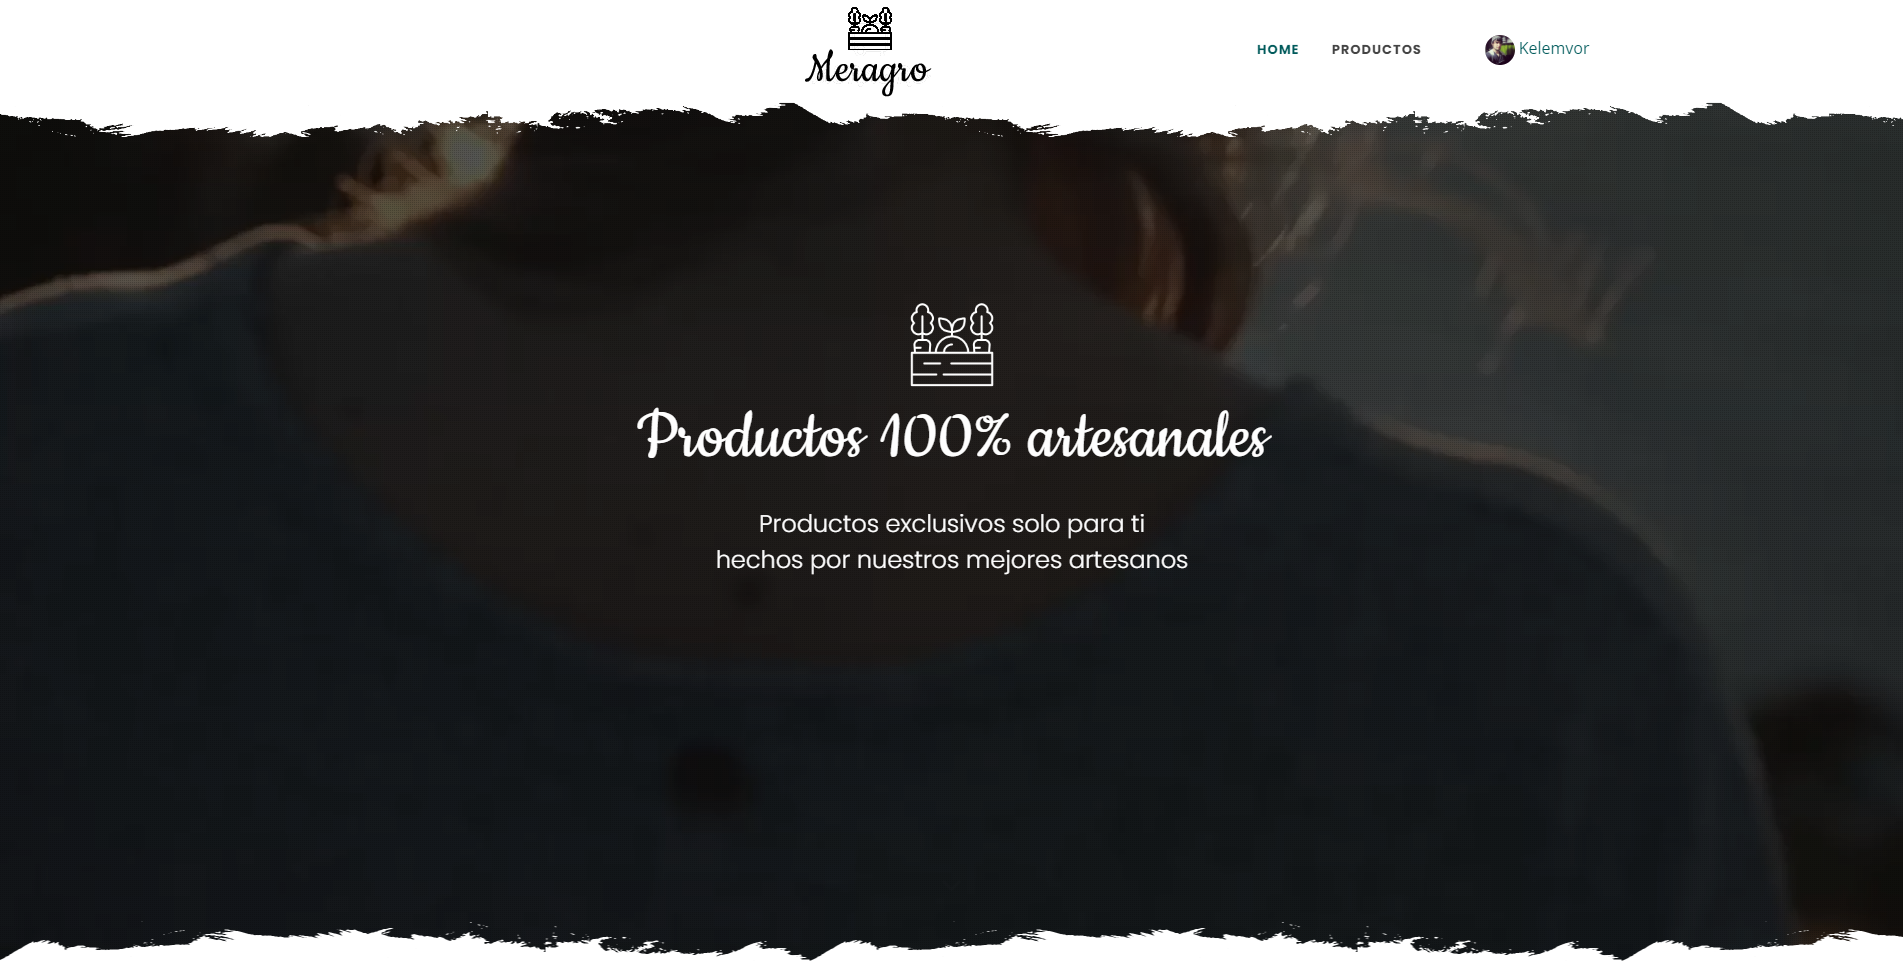 Meragro
HOME
PRODUCTOS
Kelemvor
Productos 100% artesanales
Productos exclusivos solo para ti
hechos por nuestros mejores artesanos